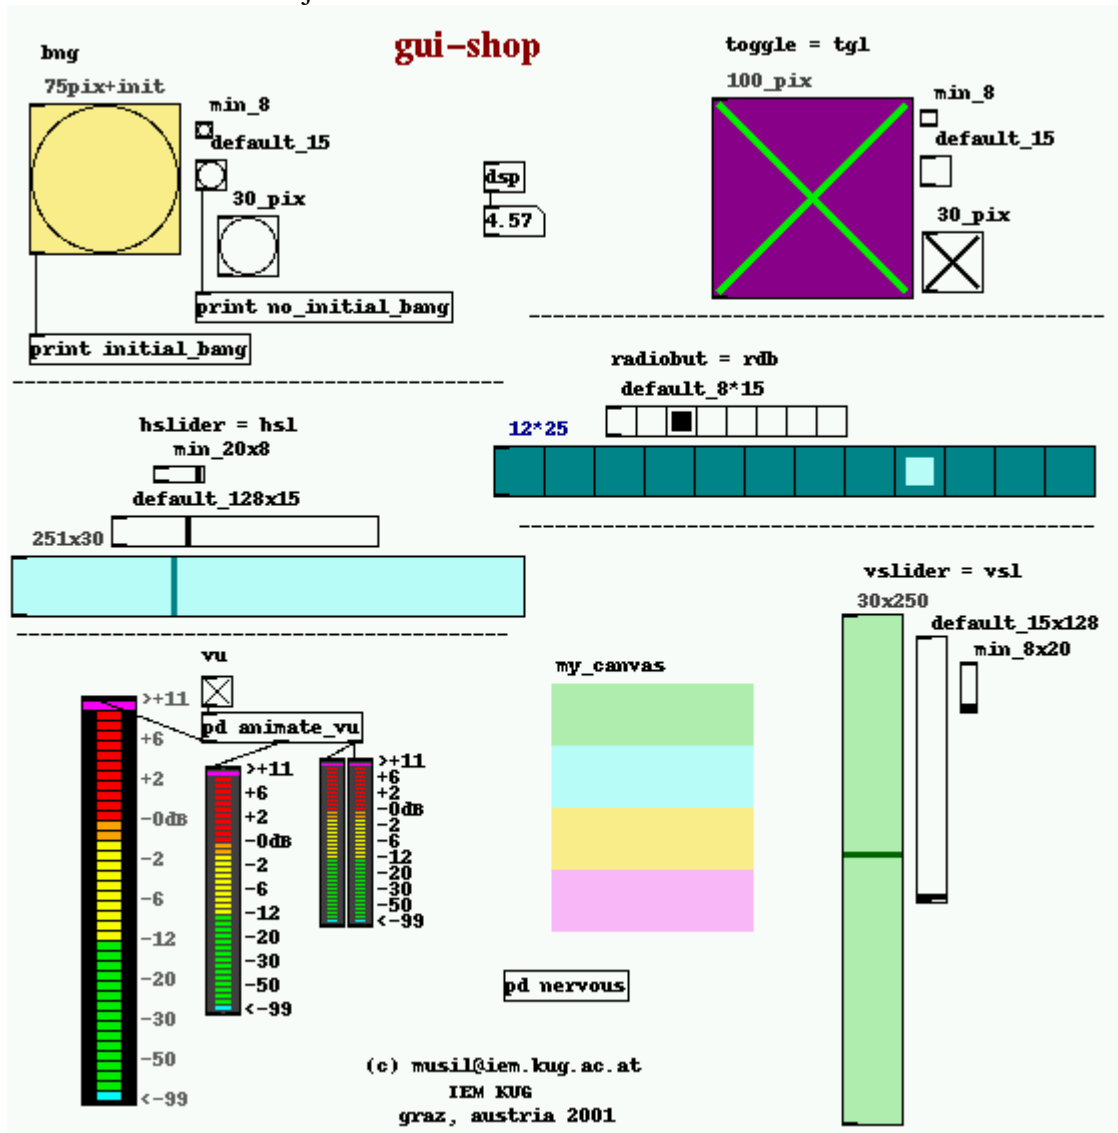 gui-shop
bng
75pix+init
min_8
default_15
30_pix
print no_initial_bang
print initial_bang
dsp
4.57
toggle = tgl
100_pix
min_8
default_15
30_pix
------------------------------------------------
-----------------------------------------
radiobut = rdb
default_8*15
12*25
------------------------------------------------
hslider = hsl
min_20x8
default_128x15
251x30
-----------------------------------------
vslider = vsl
30x250
default_15x128
min_8x20
vu
pd animate_vu
>+11
+6
+2
-0dB
-2
-6
-12
-20
-30
-50
<-99
>+11
+6
+2
-0dB
-2
-6
-12
-20
-30
-50
<-99
>+11
+6
+2
-0dB
-2
-6
-12
-20
-30
-50
<-99
my_canvas
pd nervous
(c) musil@iem.kug.ac.at
IEM KUG
graz, austria 2001